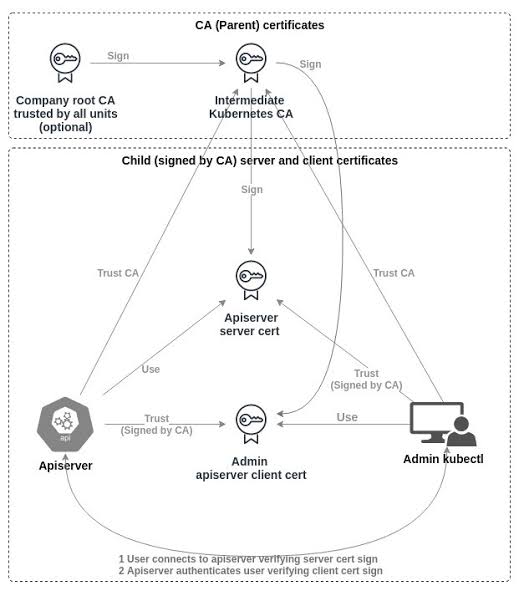 CA (Parent) certificates
Sign
Sign
Company root CA
trusted by all units
(optional)
Intermediate
Kubernetes CA
Child (signed by CA) server and client certificates
Sign
Trust CA
Trust CA
Apiserver
server cert
Use
Trust
(Signed by CA)
api
Trust
(Signed by CA)
Use
Apiserver
Admin
apiserver client cert
Admin kubectl
1 User connects to apiserver verifying server cert sign
2 Apiserver authenticates user verifying client cert sign